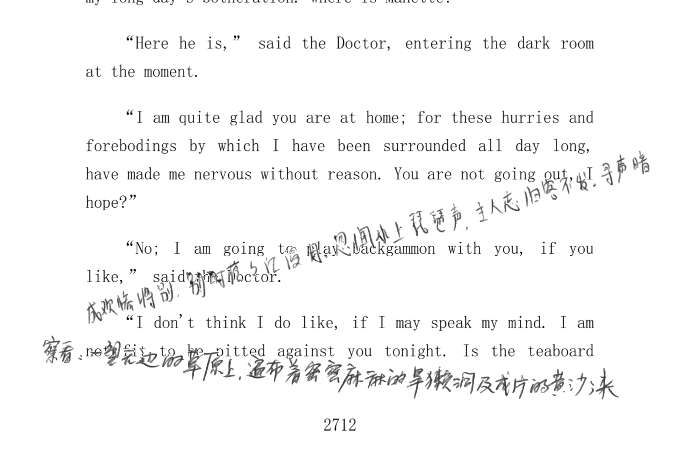 my long day's botheration. Where is Manette?"
“Here he is,” said the Doctor, entering the dark room
at the moment.
“I am quite glad you are at home; for these hurries and
forebodings by which I have been surrounded all day long,
have made me nervous without reason. You are not going out, I
hope?”
“No; I am going to play backgammon with you, if you
like,” said the Doctor.
成欢惨将别,别时茫茫江浸月.忽闻水上琵琶声,主人忘归客不发.寻声暗
“I don't think I do like, if I may speak my mind. I am
not fit to be pitted against you tonight. Is the teaboard
察看.一望无边的草原上,遍布着密密麻麻的旱獭洞及成片的黄沙
2712